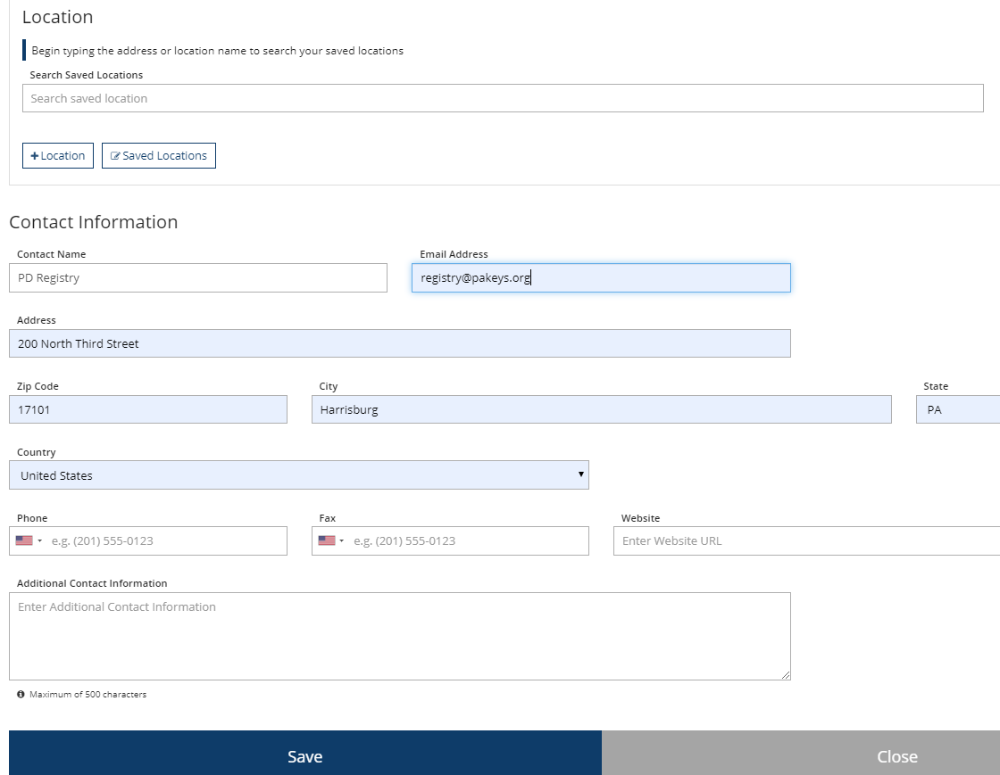 Location
Begin typing the address or location name to search your saved locations
Search Saved Locations
Search saved location
Location Saved Locations
Contact Information
Contact Name Email Address
PD Registry registry@pakeys.org
Address
200 North Third Street
Zip Code City State
17101 Harrisburg PA
Country
United States
Phone Fax Website
e.g. (201) 555-0123 e.g. (201) 555-0123 Enter Website URL
Additional Contact Information
Enter Additional Contact Information
Maximum of 500 characters
Save Close